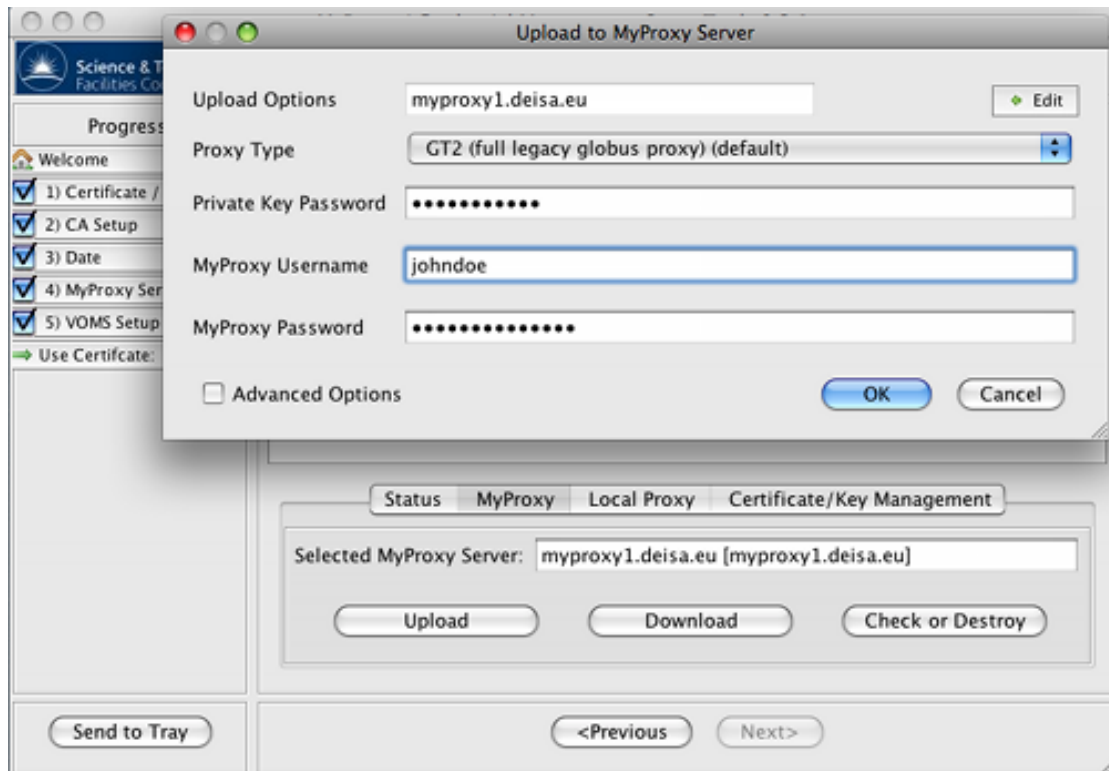 Upload to MyProxy Server
Science & T
Facilities Co
Upload Options myproxy1.deisa.eu Edit
Progress
Proxy Type GT2 (full legacy globus proxy) (default)
Welcome
1) Certificate /
Private Key Password •••••••••••
2) CA Setup
3) Date
MyProxy Username johndoe
4) MyProxy Ser
5) VOMS Setup
MyProxy Password ••••••••••••••
Use Certifcate:
Advanced Options OK Cancel
Status MyProxy Local Proxy Certificate/Key Management
Selected MyProxy Server: myproxy1.deisa.eu [myproxy1.deisa.eu]
Upload Download Check or Destroy
Send to Tray <Previous Next>